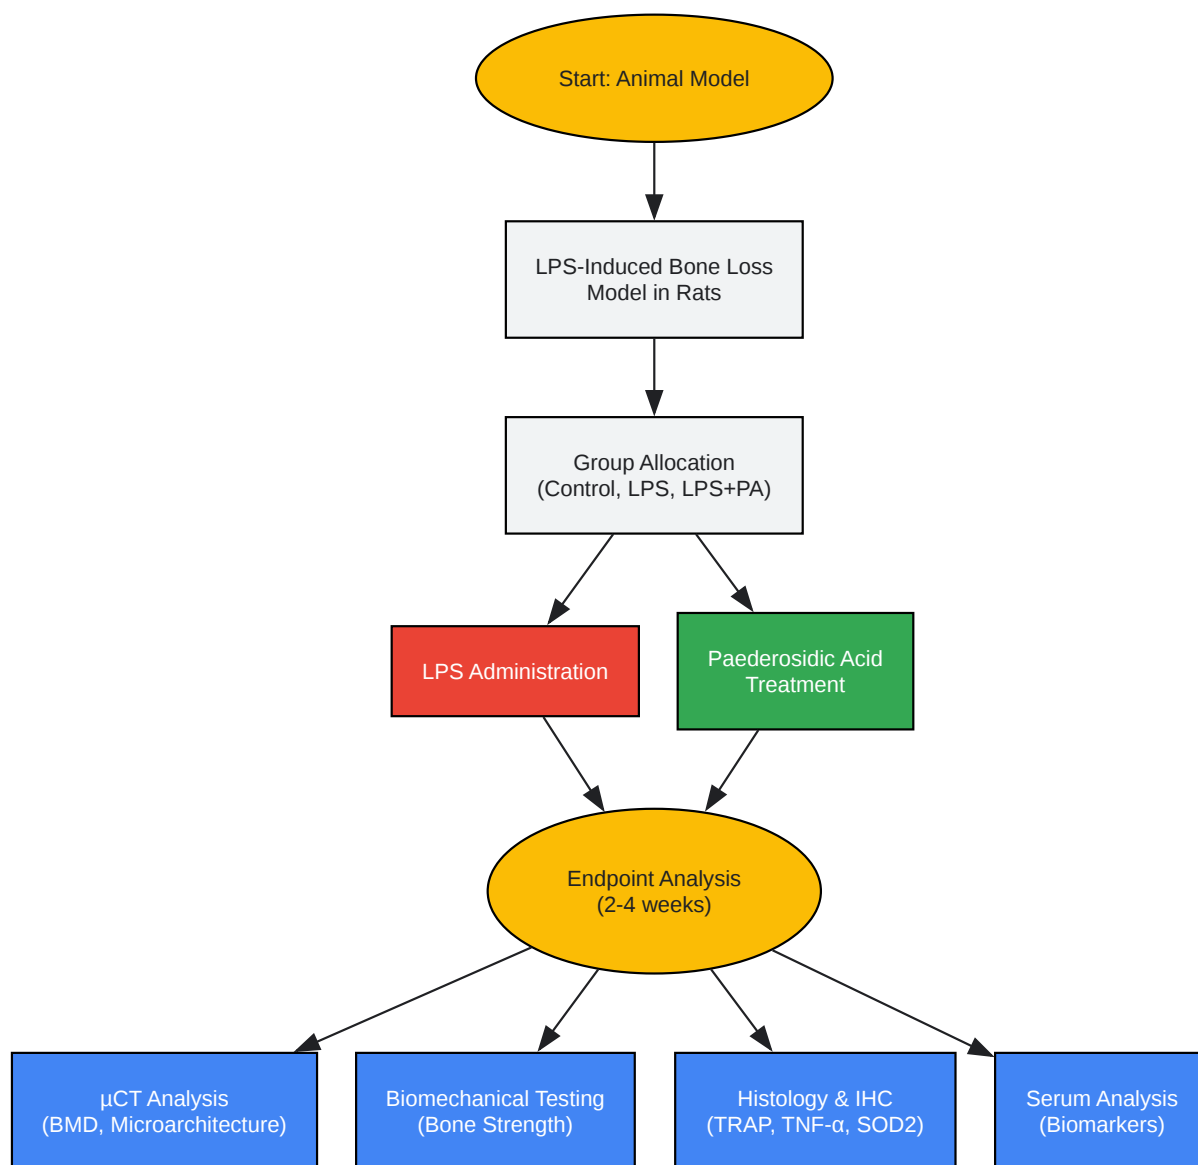 Start: Animal Model
LPS-Induced Bone Loss
Model in Rats
Group Allocation
(Control, LPS, LPS+PA)
LPS Administration
Paederosidic Acid
Treatment
Endpoint Analysis
(2-4 weeks)
µCT Analysis
(BMD, Microarchitecture)
Biomechanical Testing
(Bone Strength)
Histology & IHC
(TRAP, TNF-α, SOD2)
Serum Analysis
(Biomarkers)